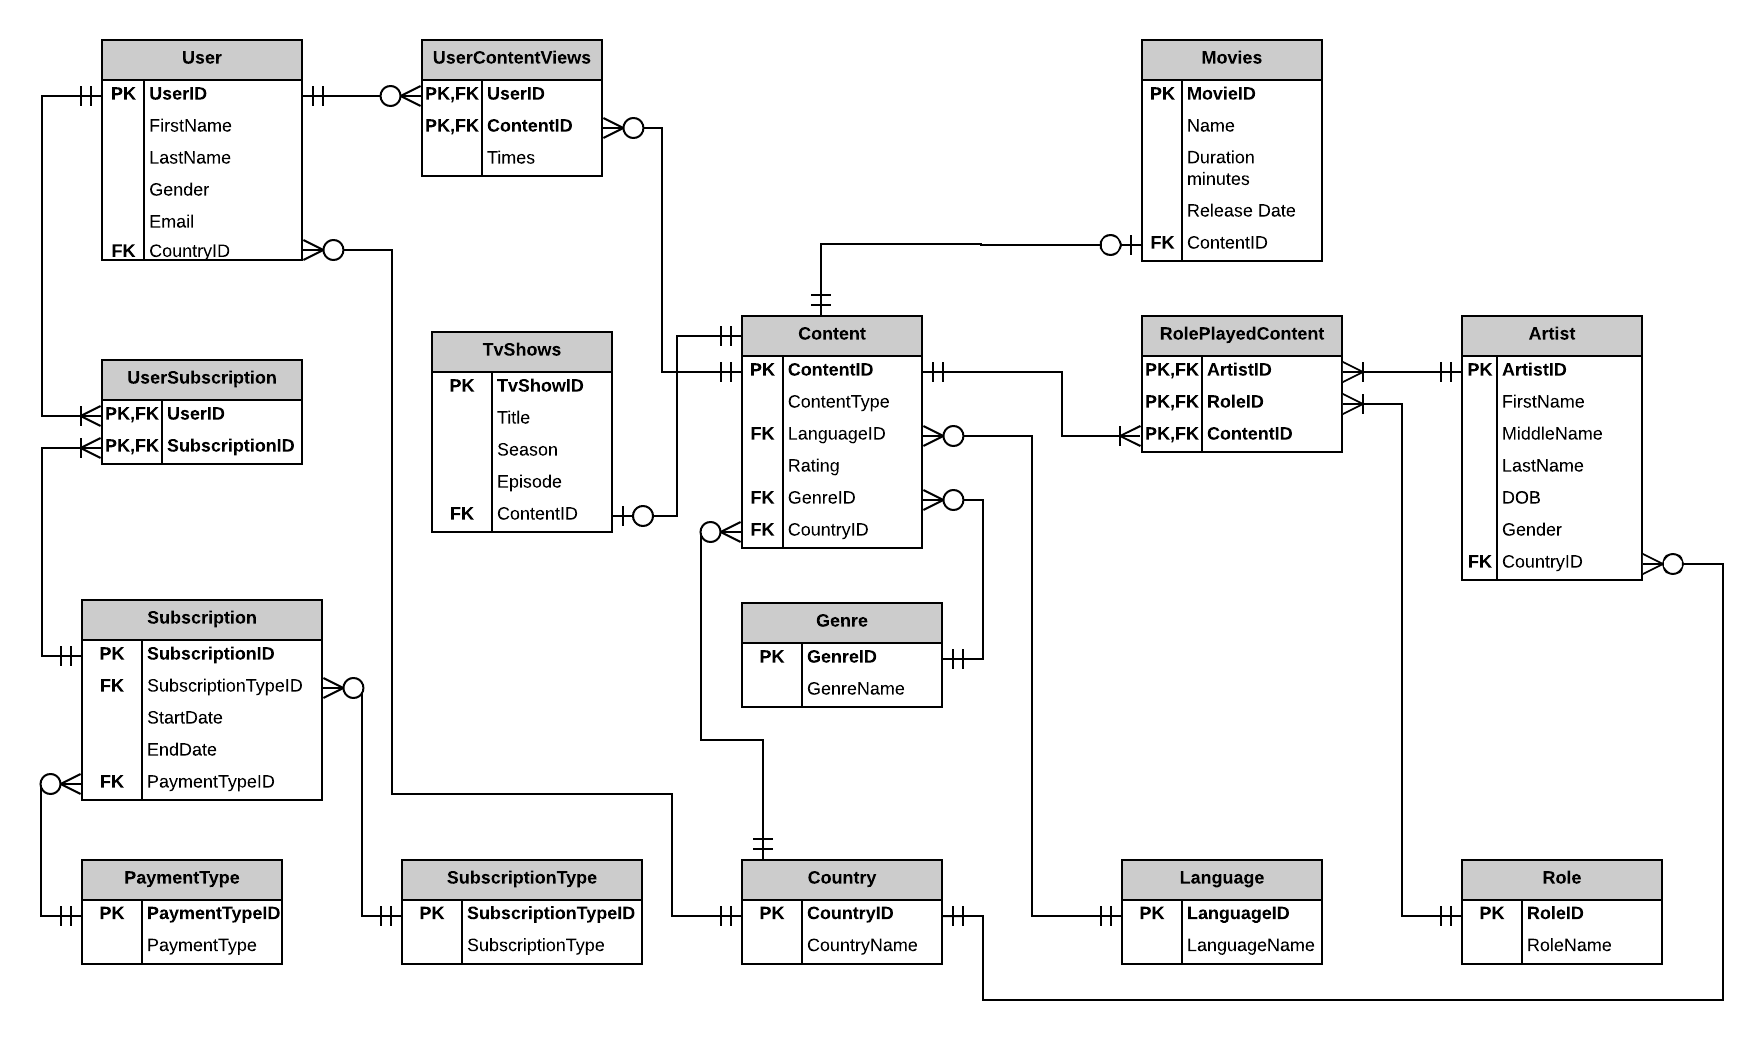 User
PK UserID
FirstName
LastName
Gender
Email
FK CountryID
UserContentViews
PK,FK UserID
PK,FK ContentID
Times
Movies
PK MovieID
Name
Duration
minutes
Release Date
FK ContentID
UserSubscription
PK,FK UserID
PK,FK SubscriptionID
TvShows
PK TvShowID
Title
Season
Episode
FK ContentID
Content
PK ContentID
ContentType
FK LanguageID
Rating
FK GenreID
FK CountryID
RolePlayedContent
PK,FK ArtistID
PK,FK RoleID
PK,FK ContentID
Artist
PK ArtistID
FirstName
MiddleName
LastName
DOB
Gender
FK CountryID
Subscription
PK SubscriptionID
FK SubscriptionTypeID
StartDate
EndDate
FK PaymentTypeID
Genre
PK GenreID
GenreName
PaymentType
PK PaymentTypeID
PaymentType
SubscriptionType
PK SubscriptionTypeID
SubscriptionType
Country
PK CountryID
CountryName
Language
PK LanguageID
LanguageName
Role
PK RoleID
RoleName